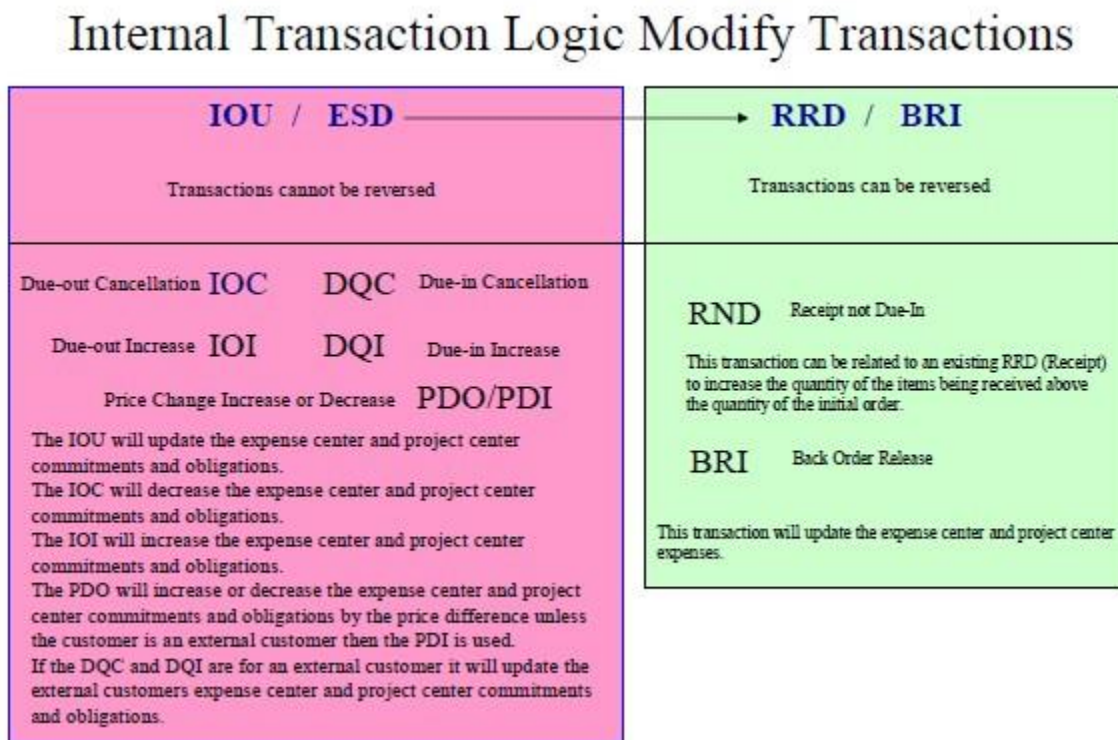 Internal Transaction Logic Modify Transactions
IOU / ESD
RRD / BRI
Transactions cannot be reversed
Transactions can be reversed
Due-out Cancellation IOC DQC Due-in Cancellation
Due-out Increase IOI DQI Due-in Increase
Price Change Increase or Decrease PDO/PDI
The IOU will update the expense center and project center
commitments and obligations.
The IOC will decrease the expense center and project center
commitments and obligations.
The IOI will increase the expense center and project center
commitments and obligations.
The PDO will increase or decrease the expense center and project
center commitments and obligations by the price difference unless
the customer is an external customer then the PDI is used.
If the DQC and DQI are for an external customer it will update the
external customers expense center and project center commitments
and obligations.
RND Receipt not Due-In
This transaction can be related to an existing RRD (Receipt)
to increase the quantity of the items being received above
the quantity of the initial order.
BRI Back Order Release
This transaction will update the expense center and project center
expenses.